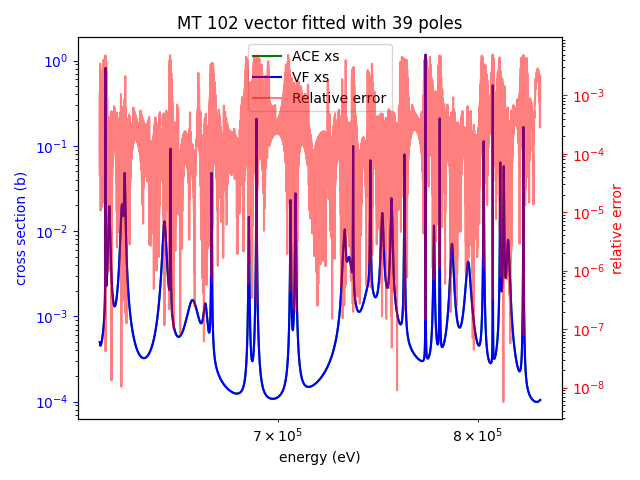 MT 102 vector fitted with 39 poles
ACE xs
VF xs
Relative error
10⁰
10⁻¹
10⁻²
10⁻³
10⁻⁴
cross section (b)
10⁻³
10⁻⁴
10⁻⁵
10⁻⁶
10⁻⁷
10⁻⁸
relative error
7 × 10⁵ 8 × 10⁵
energy (eV)